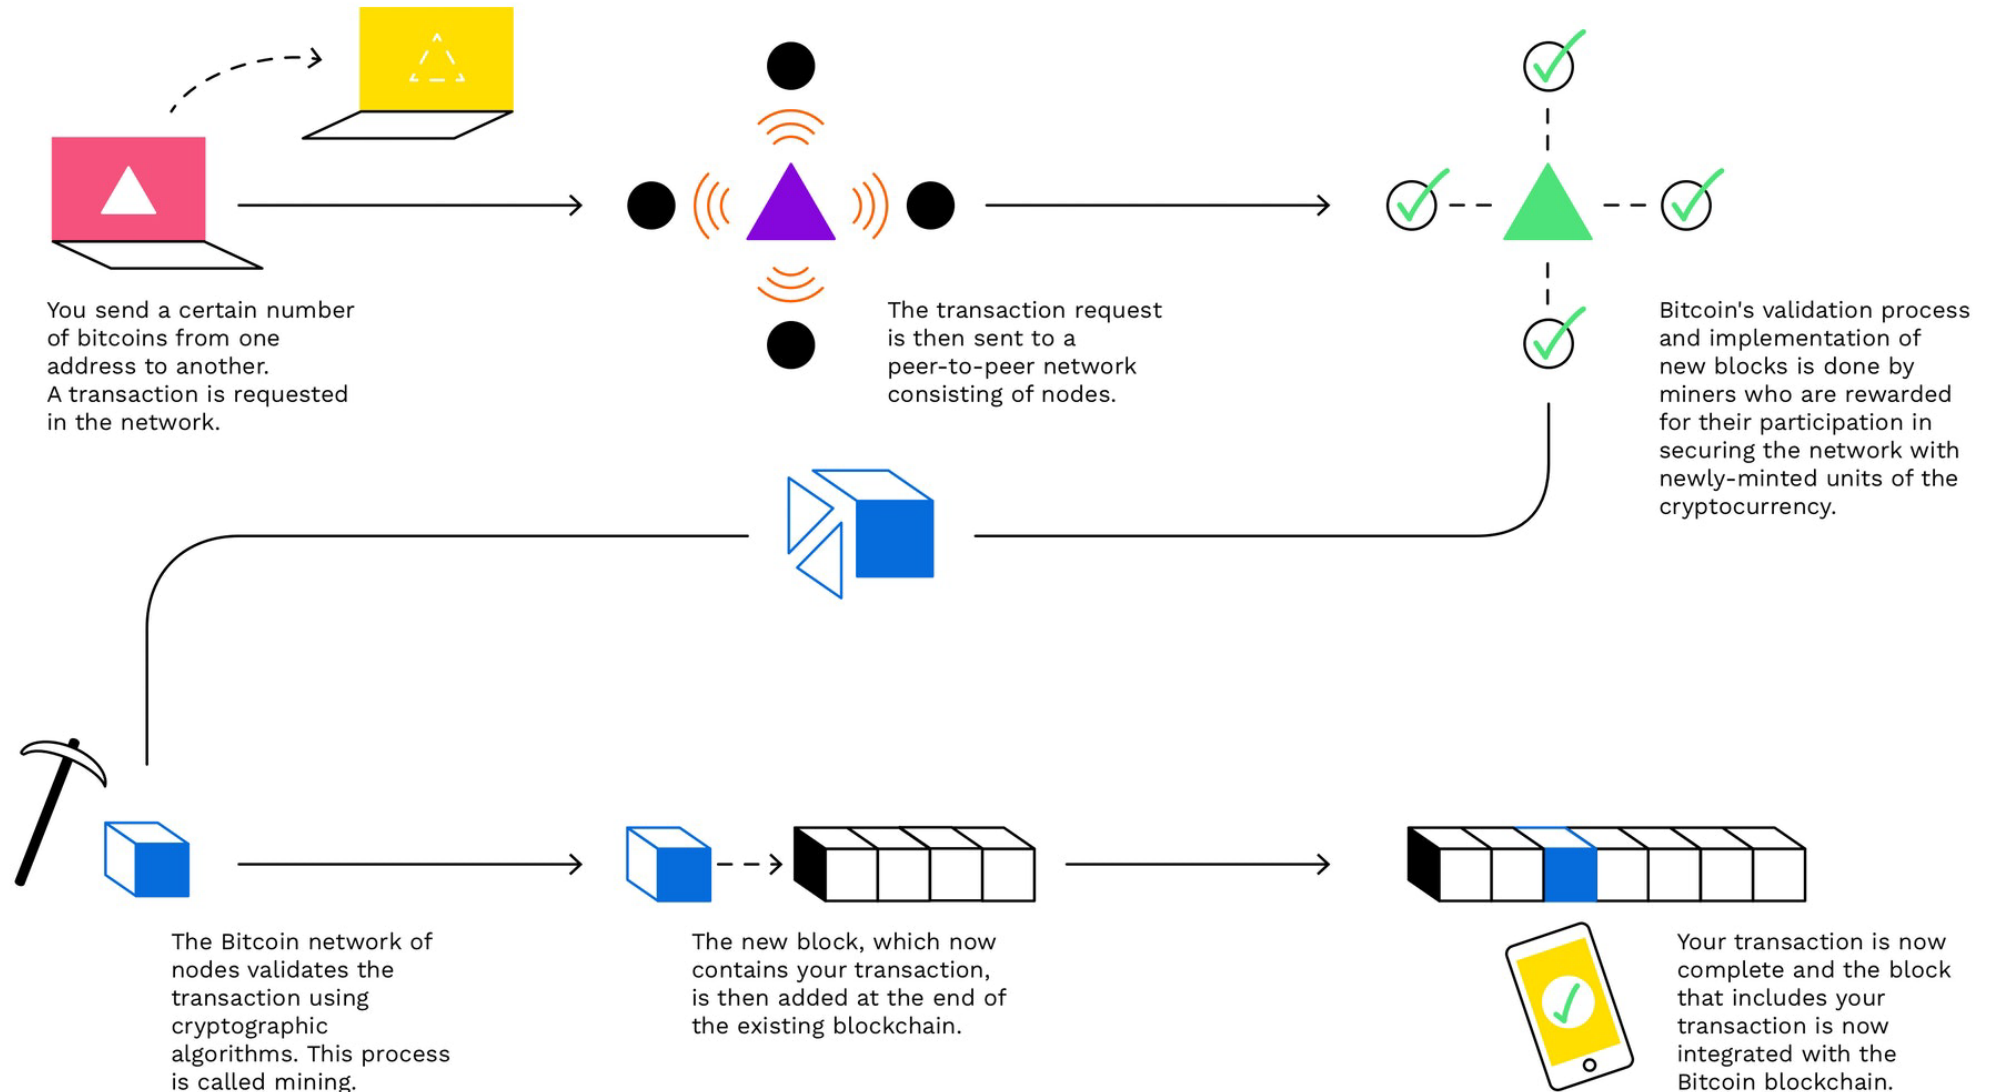 You send a certain number
of bitcoins from one
address to another.
A transaction is requested
in the network.
The transaction request
is then sent to a
peer-to-peer network
consisting of nodes.
Bitcoin's validation process
and implementation of
new blocks is done by
miners who are rewarded
for their participation in
securing the network with
newly-minted units of the
cryptocurrency.
The Bitcoin network of
nodes validates the
transaction using
cryptographic
algorithms. This process
is called mining.
The new block, which now
contains your transaction,
is then added at the end of
the existing blockchain.
Your transaction is now
complete and the block
that includes your
transaction is now
integrated with the
Bitcoin blockchain.